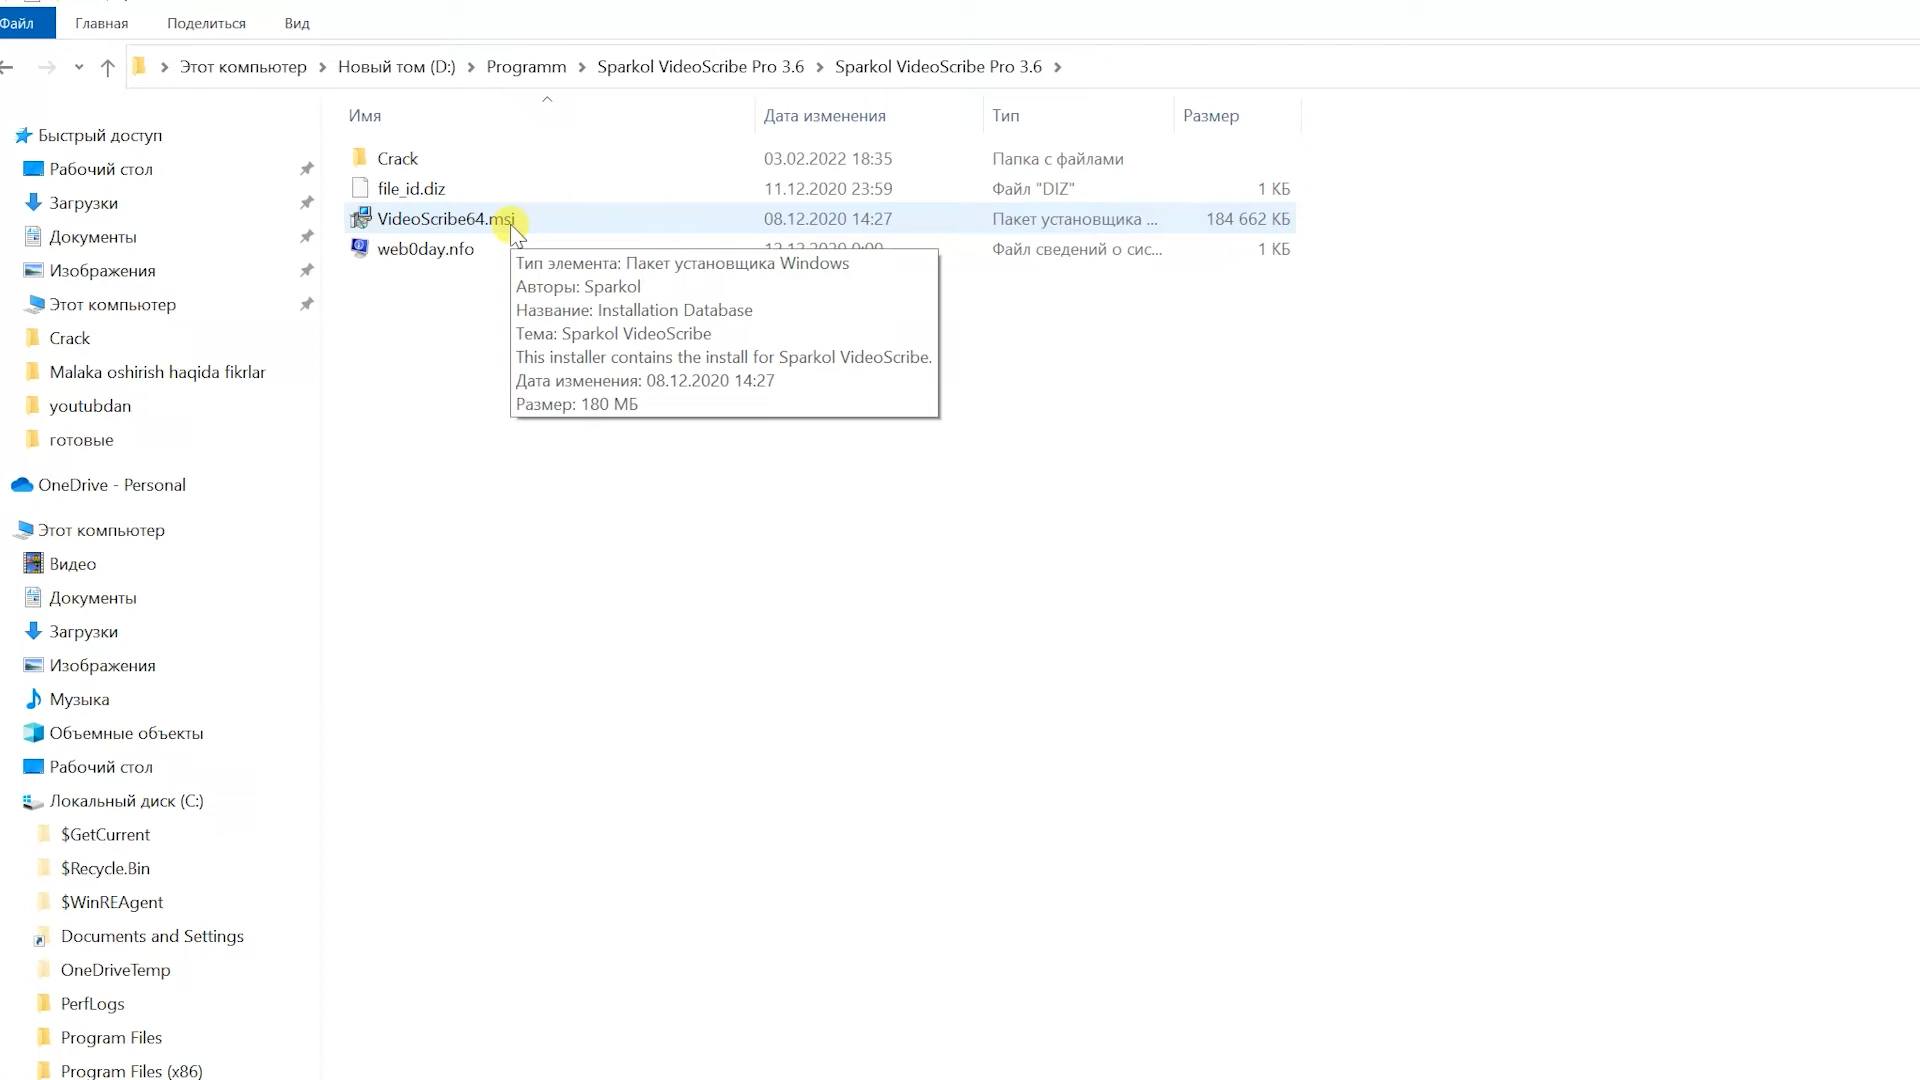 Файл Главная Поделиться Вид
Этот компьютер Новый том (D:) Programm Sparkol VideoScribe Pro 3.6 Sparkol VideoScribe Pro 3.6
Имя Дата изменения Тип Размер
Crack 03.02.2022 18:35 Папка с файлами
file_id.diz 11.12.2020 23:59 Файл "DIZ" 1 КБ
VideoScribe64.msi 08.12.2020 14:27 Пакет установщика ... 184 662 КБ
web0day.nfo Файл сведений о сис... 1 КБ
Тип элемента: Пакет установщика Windows
Авторы: Sparkol
Название: Installation Database
Тема: Sparkol VideoScribe
This installer contains the install for Sparkol VideoScribe.
Дата изменения: 08.12.2020 14:27
Размер: 180 МБ
Быстрый доступ
Рабочий стол
Загрузки
Документы
Изображения
Этот компьютер
Crack
Malaka oshirish haqida fikrlar
youtubdan
готовые
OneDrive - Personal
Этот компьютер
Видео
Документы
Загрузки
Изображения
Музыка
Объемные объекты
Рабочий стол
Локальный диск (C:)
$GetCurrent
$Recycle.Bin
$WinREAgent
Documents and Settings
OneDriveTemp
PerfLogs
Program Files
Program Files (x86)